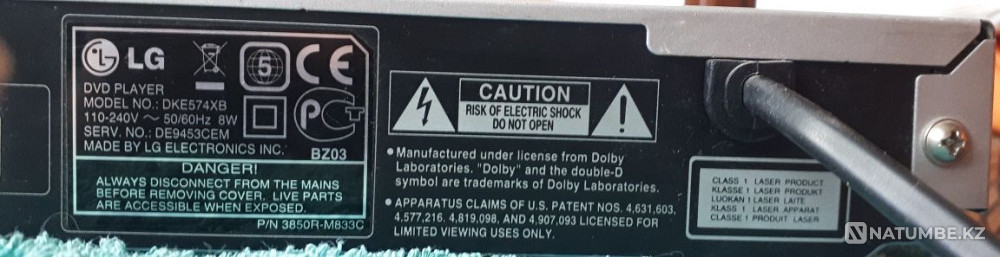 LG
5
CE
DVD PLAYER
MODEL NO.: DKE574XB
110-240V ~ 50/60Hz 8W
SERV. NO.: DE9453CEM
MADE BY LG ELECTRONICS INC.
BZ03
DANGER!
ALWAYS DISCONNECT FROM THE MAINS
BEFORE REMOVING COVER. LIVE PARTS
ARE ACCESSIBLE WHEN EXPOSED.
P/N 3850R-M833C
CAUTION
RISK OF ELECTRIC SHOCK
DO NOT OPEN
• Manufactured under license from Dolby
Laboratories. "Dolby" and the double-D
symbol are trademarks of Dolby Laboratories.
• APPARATUS CLAIMS OF U.S. PATENT NOS. 4,631,603,
4,577,216. 4,819,098, AND 4,907,093 LICENSED FOR
LIMITED VIEWING USES ONLY.
CLASS 1 LASER PRODUCT
KLASSE 1 LASER PRODUKT
LUOKAN 1 LASER LAITE
KLASS 1 LASER APPARAT
CLASSE 1 PRODUIT LASER
NATUMBE.KZ